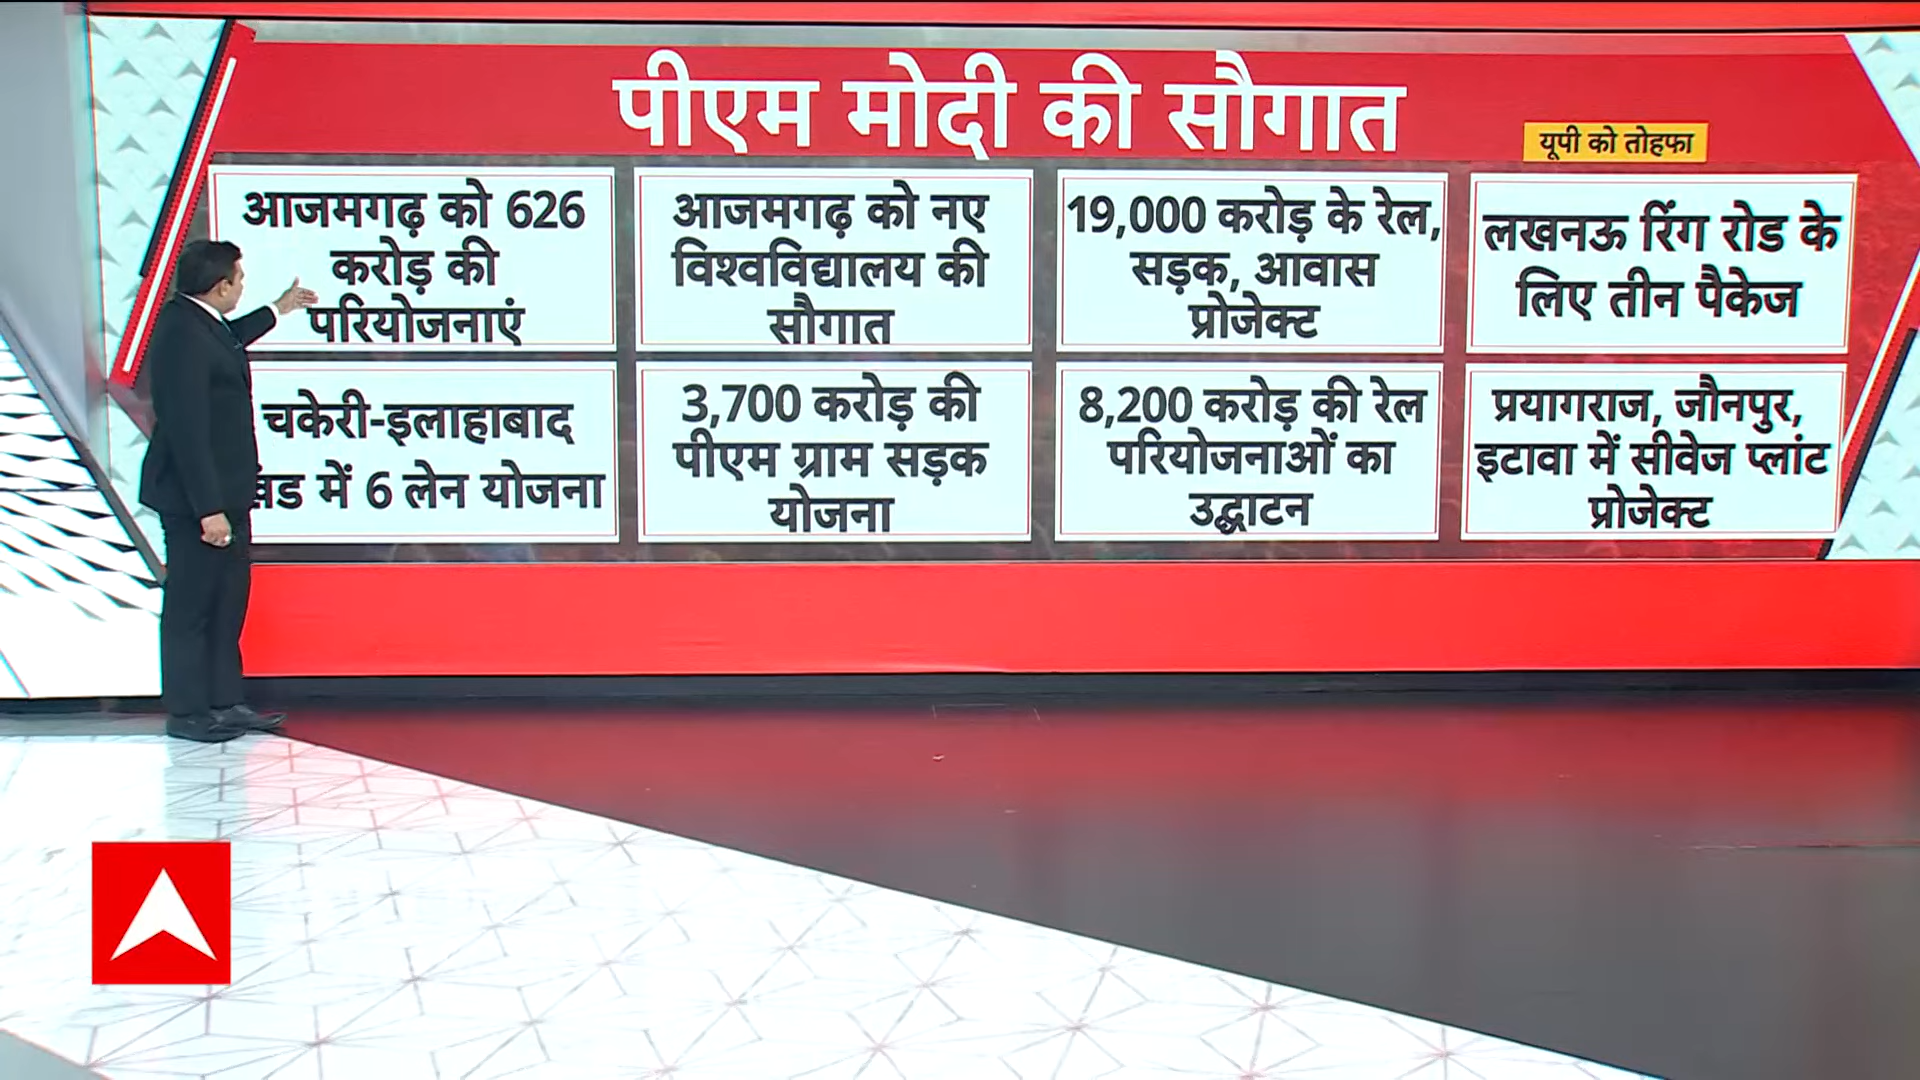 पीएम मोदी की सौगात
यूपी को तोहफा
आजमगढ़ को 626
करोड़ की
परियोजनाएं
आजमगढ़ को नए
विश्वविद्यालय की
सौगात
19,000 करोड़ के रेल,
सड़क, आवास
प्रोजेक्ट
लखनऊ रिंग रोड के
लिए तीन पैकेज
चकेरी-इलाहाबाद
में 6 लेन योजना
3,700 करोड़ की
पीएम ग्राम सड़क
योजना
8,200 करोड़ की रेल
परियोजनाओं का
उद्घाटन
प्रयागराज, जौनपुर,
इटावा में सीवेज प्लांट
प्रोजेक्ट